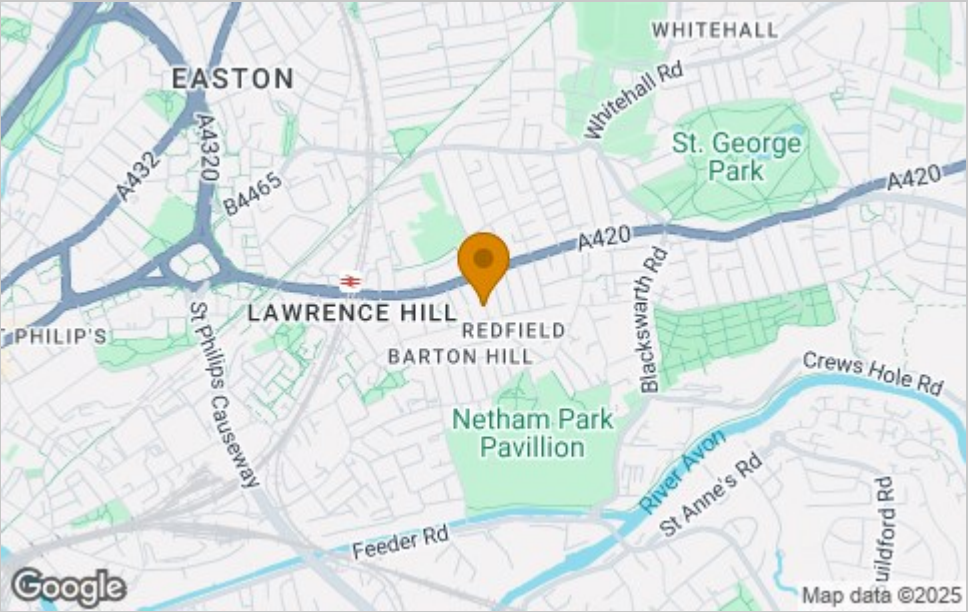 WHITEHALL
EASTON
Whitehall Rd
St. George
Park
A4320
A432
B4465
A420
A420
LAWRENCE HILL
REDFIELD
BARTON HILL
T PHILIP'S
St Philips Causeway
Blackswarth Rd
Crews Hole Rd
Netham Park
Pavillion
River Avon
St Anne's Rd
Guildford Rd
Feeder Rd
Google
Map data ©2025